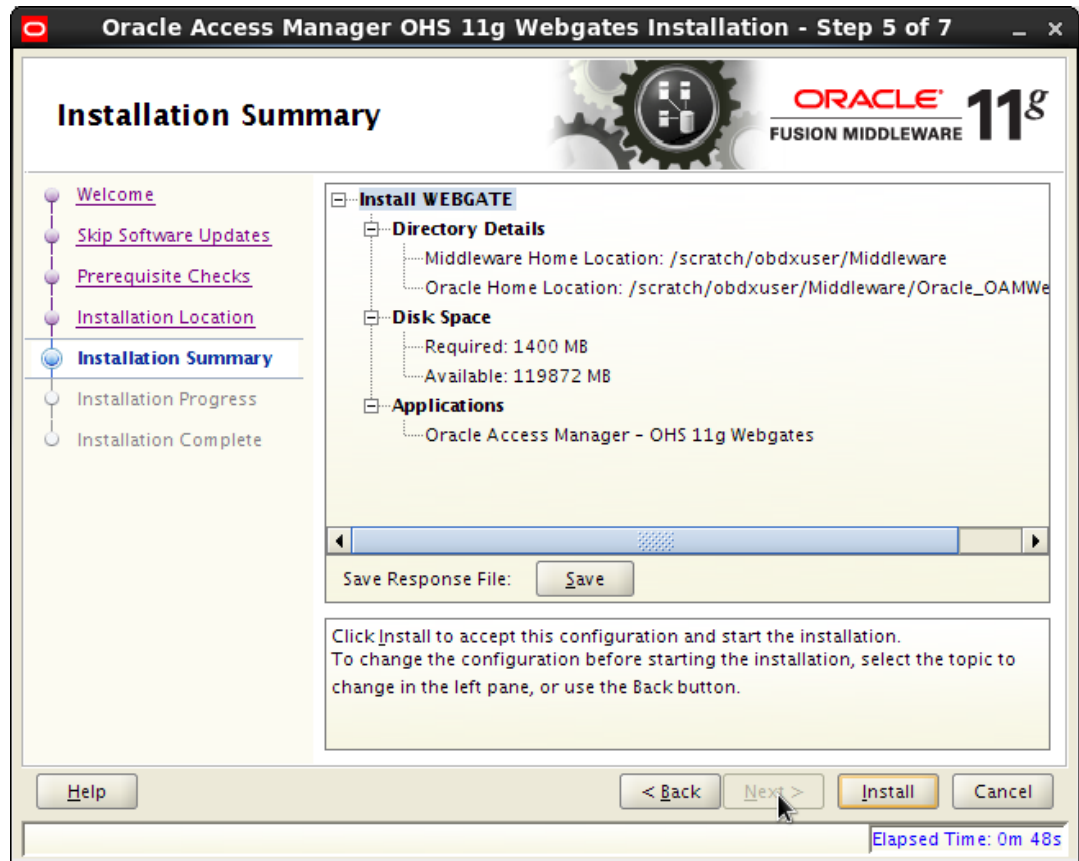 Oracle Access Manager OHS 11g Webgates Installation - Step 5 of 7
Installation Summary
ORACLE
FUSION MIDDLEWARE
11g
Welcome
Skip Software Updates
Prerequisite Checks
Installation Location
Installation Summary
Installation Progress
Installation Complete
Install WEBGATE
Directory Details
Middleware Home Location: /scratch/obdxuser/Middleware
Oracle Home Location: /scratch/obdxuser/Middleware/Oracle_OAMWe
Disk Space
Required: 1400 MB
Available: 119872 MB
Applications
Oracle Access Manager - OHS 11g Webgates
Save Response File: Save
Click Install to accept this configuration and start the installation.
To change the configuration before starting the installation, select the topic to
change in the left pane, or use the Back button.
Help < Back Next > Install Cancel
Elapsed Time: 0m 48s